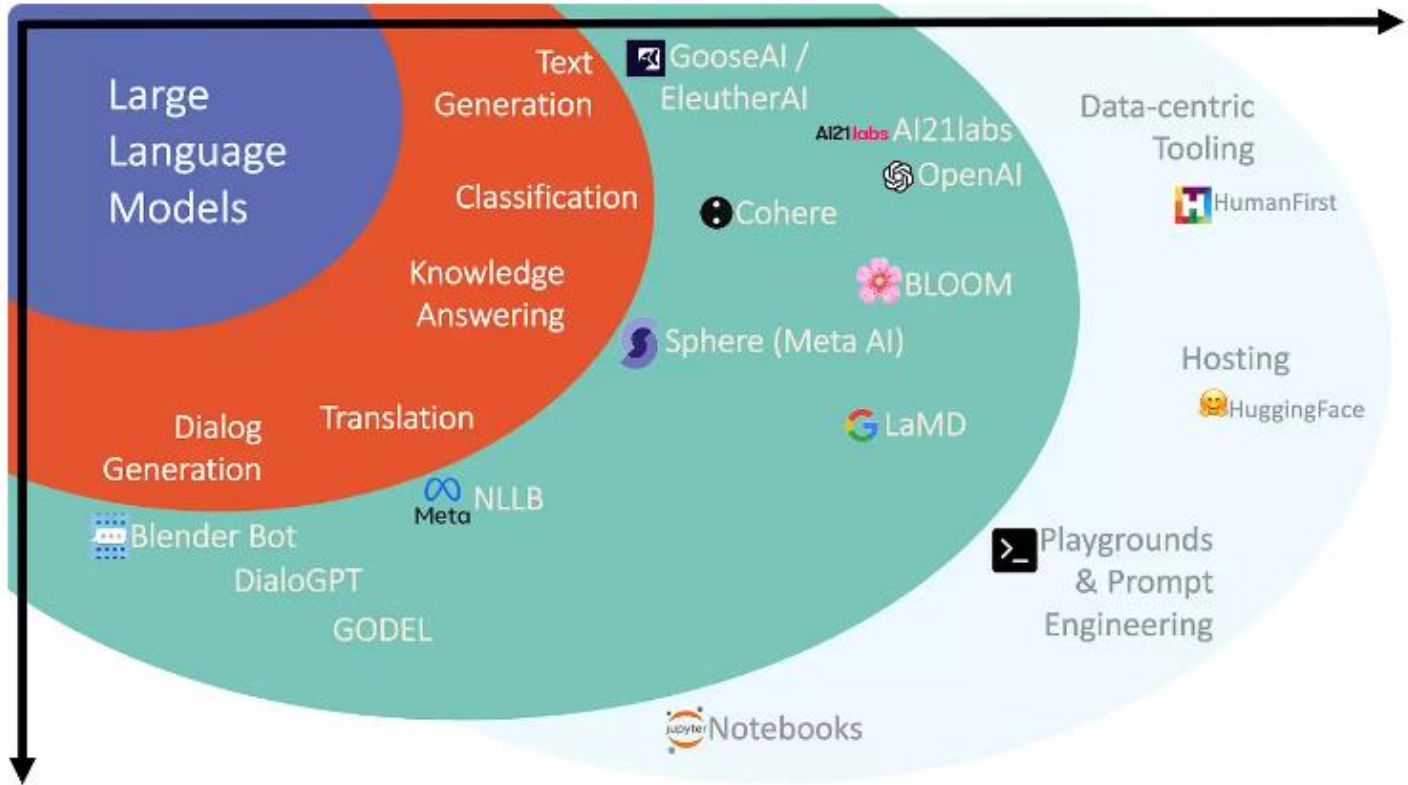 Large
Language
Models
Text
Generation
Classification
Knowledge
Answering
Translation
Dialog
Generation
GooseAI /
EleutherAI
AI21labs AI21labs
OpenAI
Cohere
BLOOM
Sphere (Meta AI)
LaMD
Meta NLLB
Blender Bot
DialoGPT
GODEL
Data-centric
Tooling
HumanFirst
Hosting
HuggingFace
>_ Playgrounds
& Prompt
Engineering
jupyter Notebooks